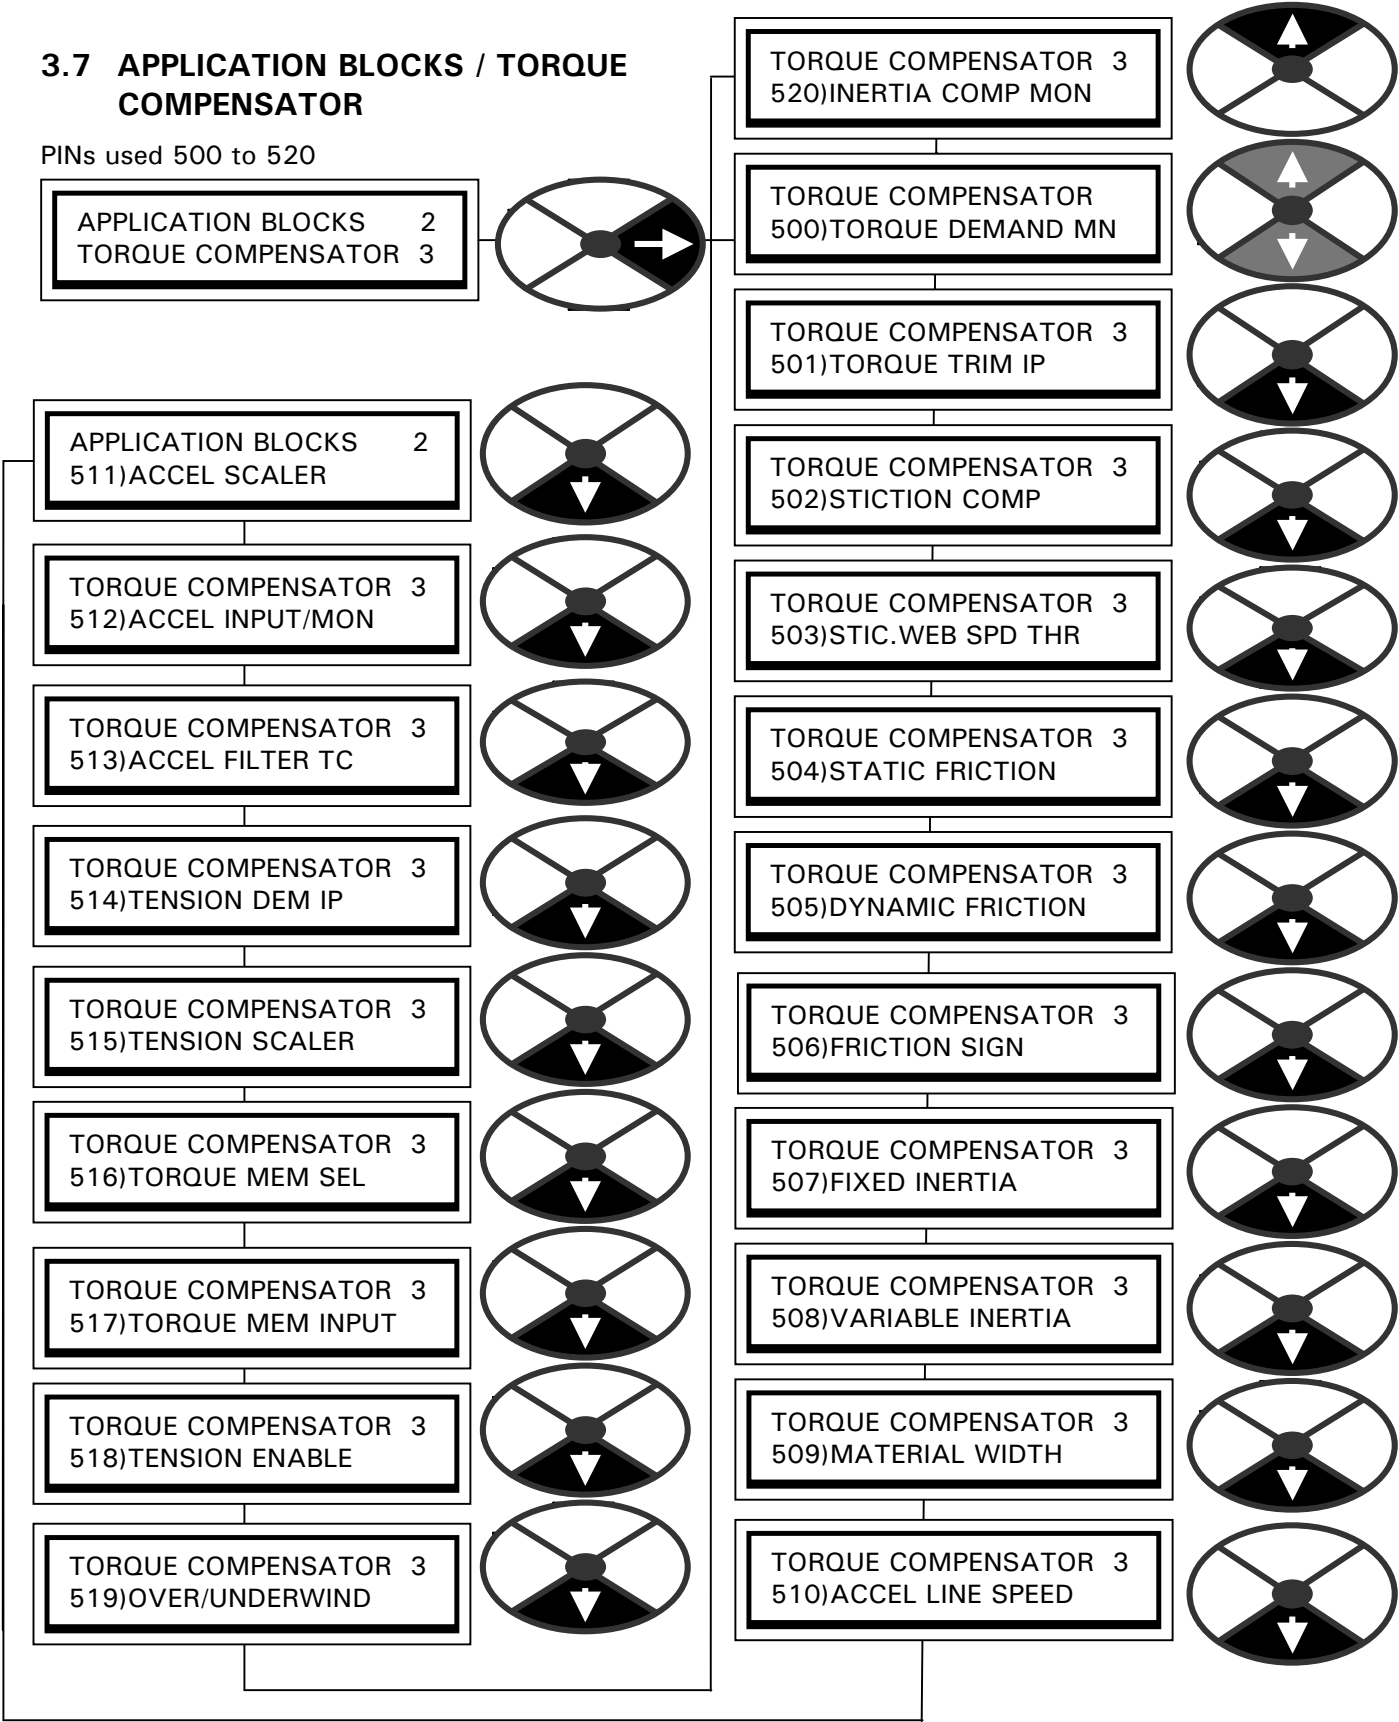 3.7 APPLICATION BLOCKS / TORQUE
COMPENSATOR
PINs used 500 to 520
APPLICATION BLOCKS 2
TORQUE COMPENSATOR 3
APPLICATION BLOCKS 2
511)ACCEL SCALER
TORQUE COMPENSATOR 3
512)ACCEL INPUT/MON
TORQUE COMPENSATOR 3
513)ACCEL FILTER TC
TORQUE COMPENSATOR 3
514)TENSION DEM IP
TORQUE COMPENSATOR 3
515)TENSION SCALER
TORQUE COMPENSATOR 3
516)TORQUE MEM SEL
TORQUE COMPENSATOR 3
517)TORQUE MEM INPUT
TORQUE COMPENSATOR 3
518)TENSION ENABLE
TORQUE COMPENSATOR 3
519)OVER/UNDERWIND
TORQUE COMPENSATOR 3
520)INERTIA COMP MON
TORQUE COMPENSATOR
500)TORQUE DEMAND MN
TORQUE COMPENSATOR 3
501)TORQUE TRIM IP
TORQUE COMPENSATOR 3
502)STICTION COMP
TORQUE COMPENSATOR 3
503)STIC.WEB SPD THR
TORQUE COMPENSATOR 3
504)STATIC FRICTION
TORQUE COMPENSATOR 3
505)DYNAMIC FRICTION
TORQUE COMPENSATOR 3
506)FRICTION SIGN
TORQUE COMPENSATOR 3
507)FIXED INERTIA
TORQUE COMPENSATOR 3
508)VARIABLE INERTIA
TORQUE COMPENSATOR 3
509)MATERIAL WIDTH
TORQUE COMPENSATOR 3
510)ACCEL LINE SPEED